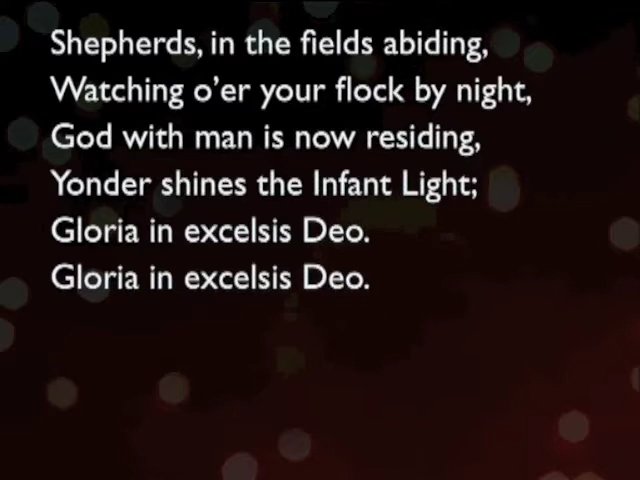 Shepherds, in the fields abiding,
Watching o’er your flock by night,
God with man is now residing,
Yonder shines the Infant Light;
Gloria in excelsis Deo.
Gloria in excelsis Deo.